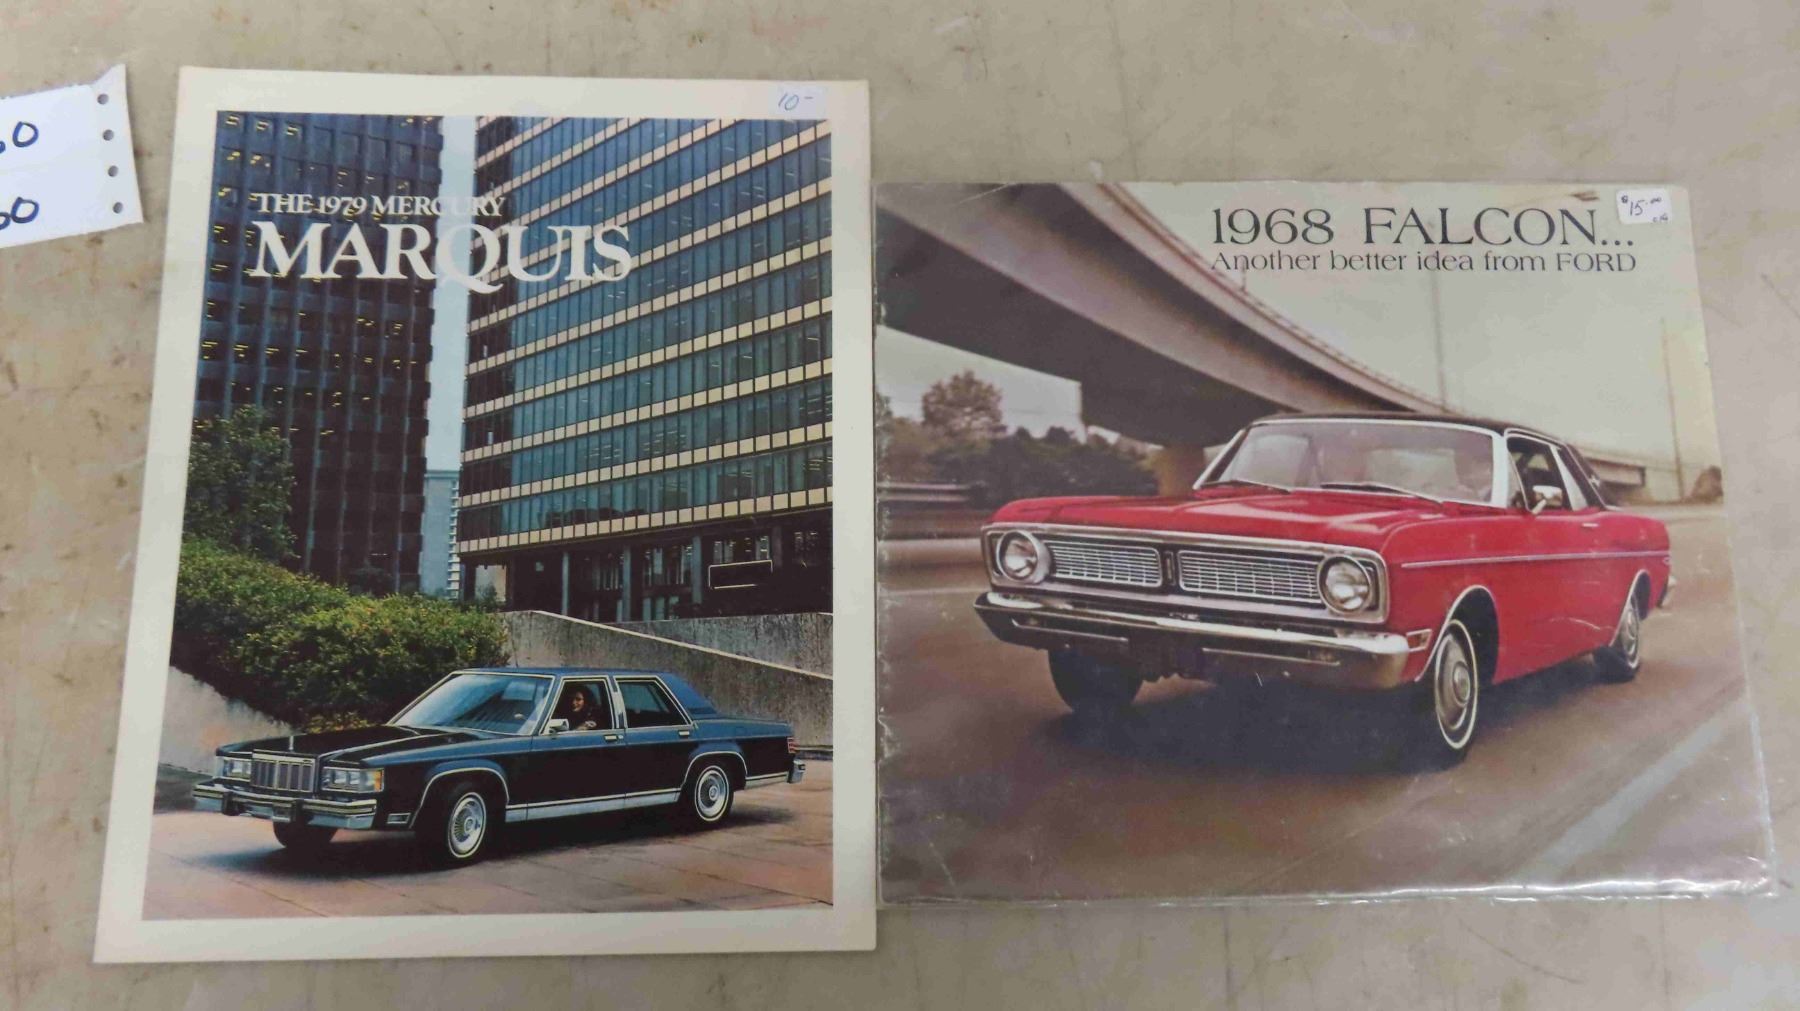 10-
THE 1979 MERCURY
MARQUIS
$15.00
1968 FALCON...
Another better idea from FORD